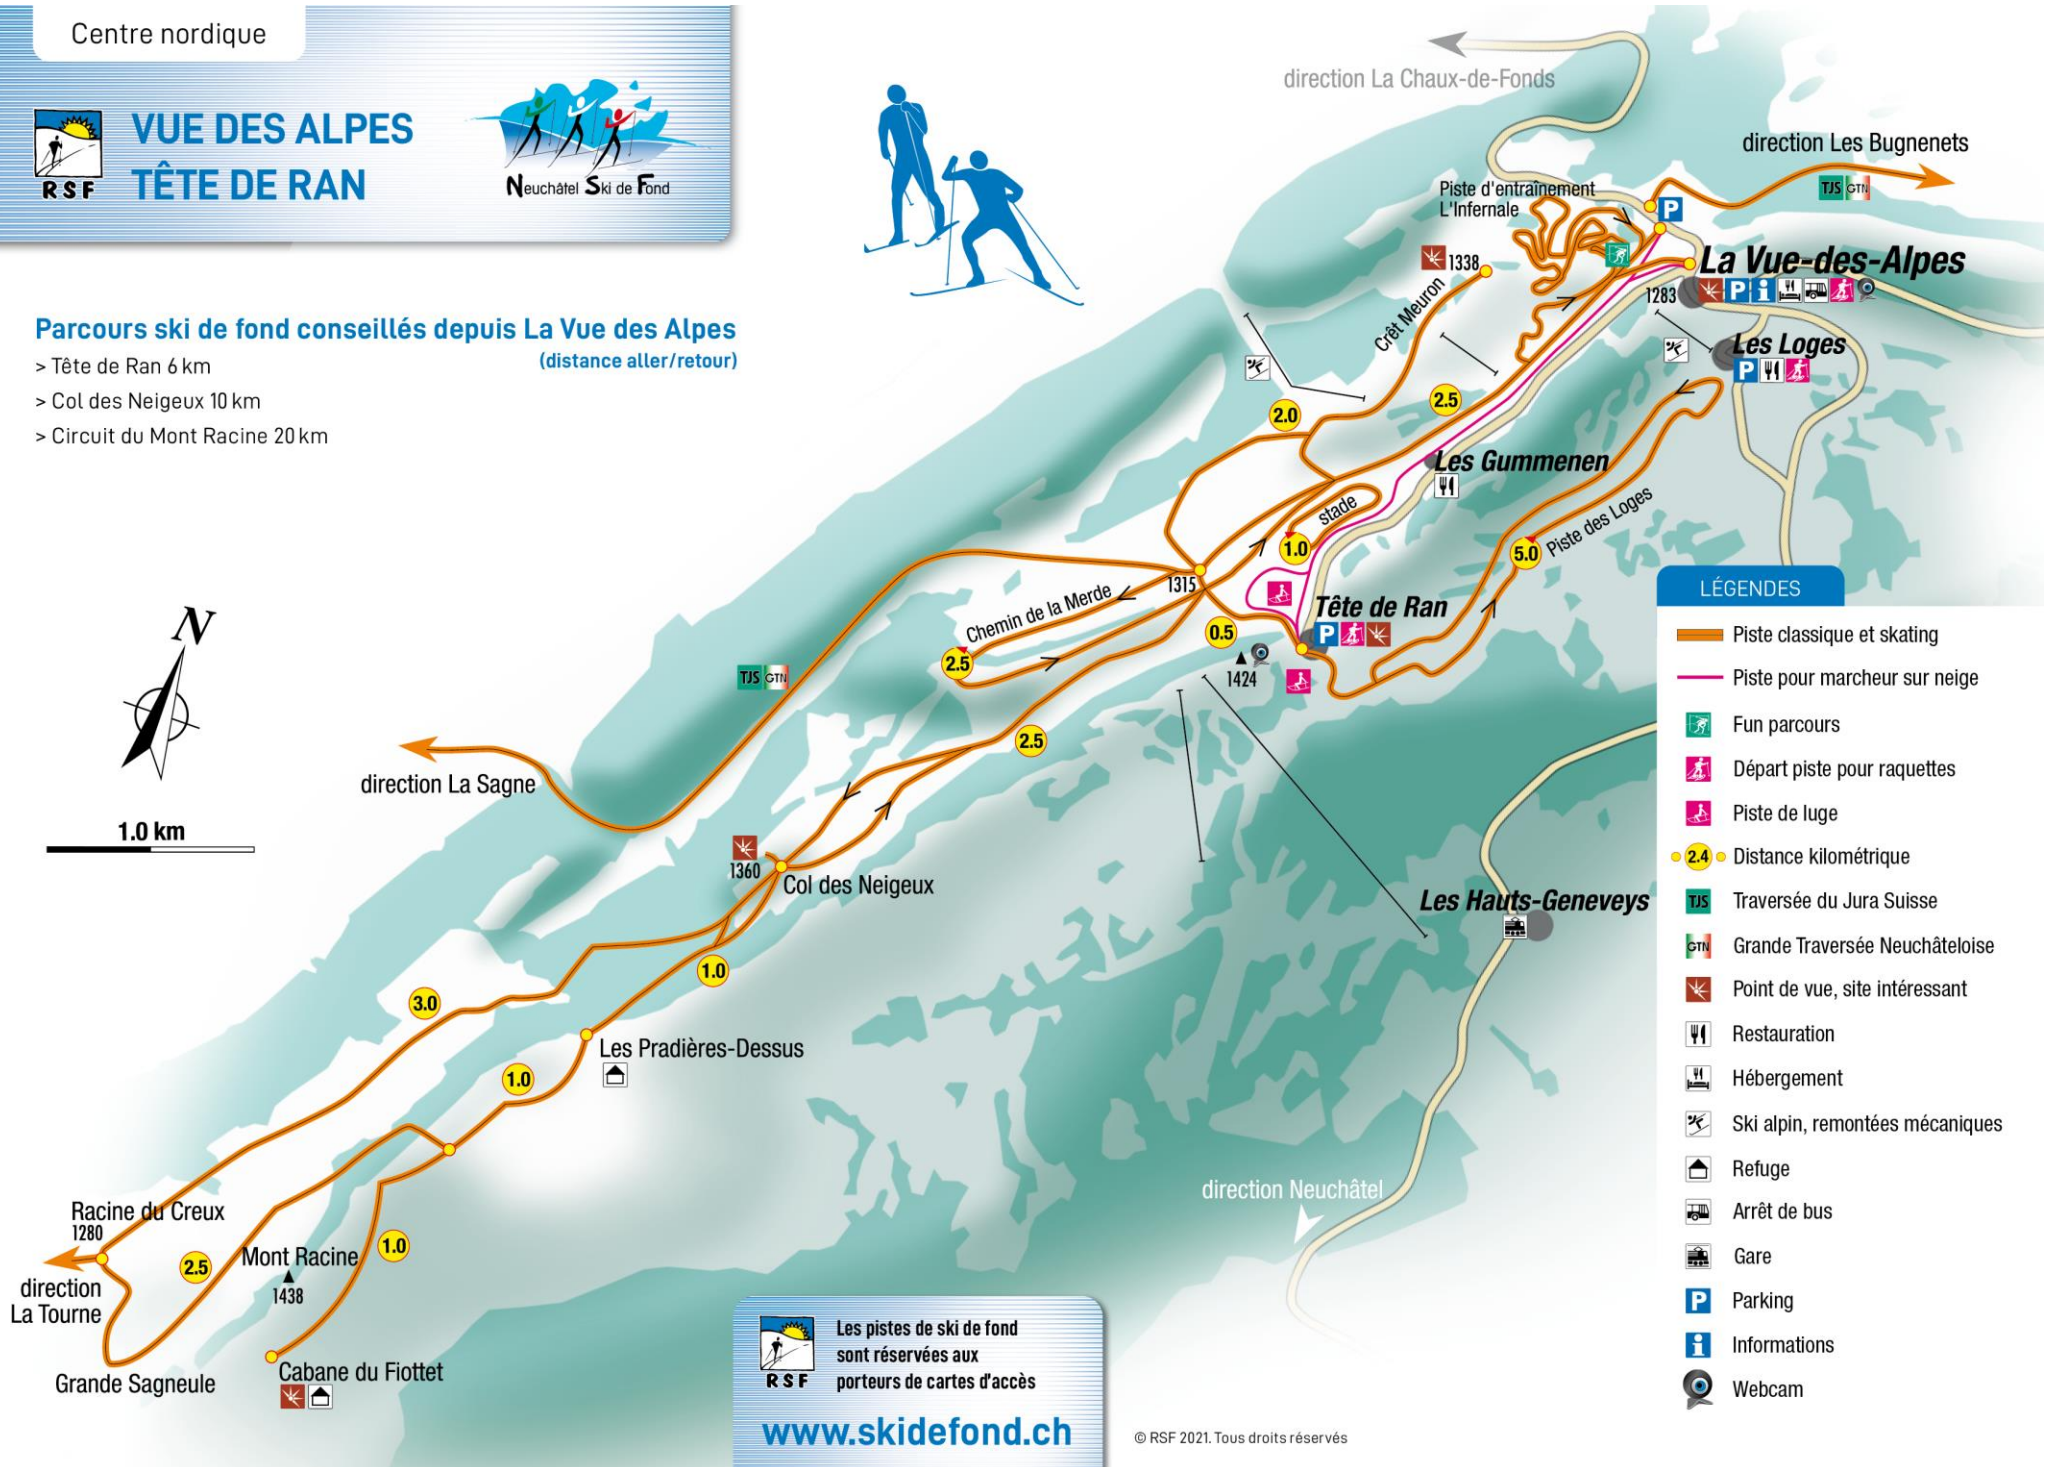 Centre nordique
RSF
VUE DES ALPES
TÊTE DE RAN
Neuchâtel Ski de Fond
Parcours ski de fond conseillés depuis La Vue des Alpes
(distance aller/retour)
> Tête de Ran 6 km
> Col des Neigeux 10 km
> Circuit du Mont Racine 20 km
direction La Chaux-de-Fonds
direction Les Bugnenets
TJS GTN
Piste d'entraînement
L'Infernale
P
1338
La Vue-des-Alpes
1283
P i
Crêt Meuron
Les Loges
P
2.0
2.5
Les Gummenen
stade
1.0
5.0
Piste des Loges
1315
Chemin de la Merde
Tête de Ran
P
0.5
2.5
1424
TJS GTN
2.5
direction La Sagne
N
1.0 km
1360
Col des Neigeux
Les Hauts-Geneveys
1.0
3.0
Les Pradières-Dessus
1.0
direction Neuchâtel
Racine du Creux
1280
2.5
1.0
Mont Racine
1438
direction
La Tourne
Cabane du Fiottet
Grande Sagneule
LÉGENDES
Piste classique et skating
Piste pour marcheur sur neige
Fun parcours
Départ piste pour raquettes
Piste de luge
2.4 Distance kilométrique
TJS Traversée du Jura Suisse
GTN Grande Traversée Neuchâteloise
Point de vue, site intéressant
Restauration
Hébergement
Ski alpin, remontées mécaniques
Refuge
Arrêt de bus
Gare
P Parking
i Informations
Webcam
RSF
Les pistes de ski de fond
sont réservées aux
porteurs de cartes d'accès
www.skidefond.ch
© RSF 2021. Tous droits réservés